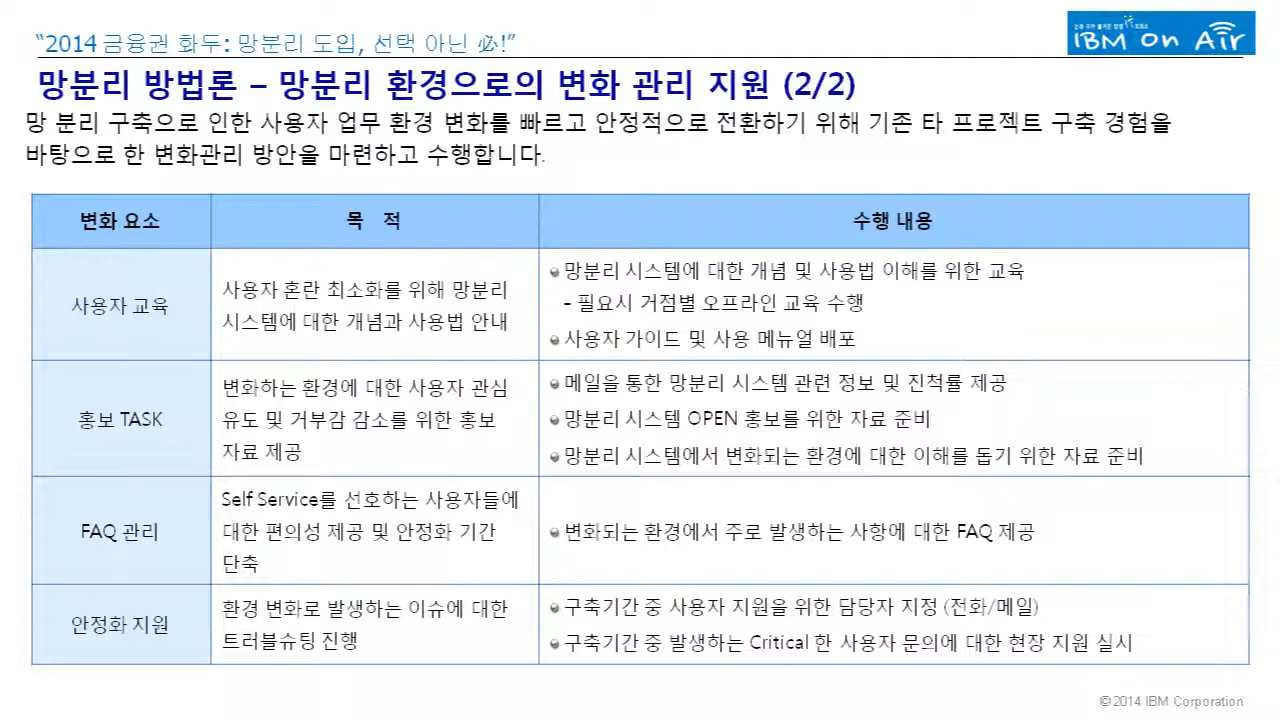 "2014 금융권 화두: 망분리 도입, 선택 아닌 必!"
IBM On Air
망분리 방법론 – 망분리 환경으로의 변화 관리 지원 (2/2)
망 분리 구축으로 인한 사용자 업무 환경 변화를 빠르고 안정적으로 전환하기 위해 기존 타 프로젝트 구축 경험을
바탕으로 한 변화관리 방안을 마련하고 수행합니다.
변화 요소
목 적
수행 내용
사용자 교육
사용자 혼란 최소화를 위해 망분리
시스템에 대한 개념과 사용법 안내
망분리 시스템에 대한 개념 및 사용법 이해를 위한 교육
– 필요시 거점별 오프라인 교육 수행
사용자 가이드 및 사용 메뉴얼 배포
홍보 TASK
변화하는 환경에 대한 사용자 관심
유도 및 거부감 감소를 위한 홍보
자료 제공
메일을 통한 망분리 시스템 관련 정보 및 진척률 제공
망분리 시스템 OPEN 홍보를 위한 자료 준비
망분리 시스템에서 변화되는 환경에 대한 이해를 돕기 위한 자료 준비
FAQ 관리
Self Service를 선호하는 사용자들에
대한 편의성 제공 및 안정화 기간
단축
변화되는 환경에서 주로 발생하는 사항에 대한 FAQ 제공
안정화 지원
환경 변화로 발생하는 이슈에 대한
트러블슈팅 진행
구축기간 중 사용자 지원을 위한 담당자 지정 (전화/메일)
구축기간 중 발생하는 Critical 한 사용자 문의에 대한 현장 지원 실시
© 2014 IBM Corporation